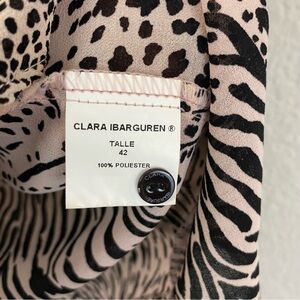 CLARA IBARGUREN ®
TALLE
42
100% POLIESTER